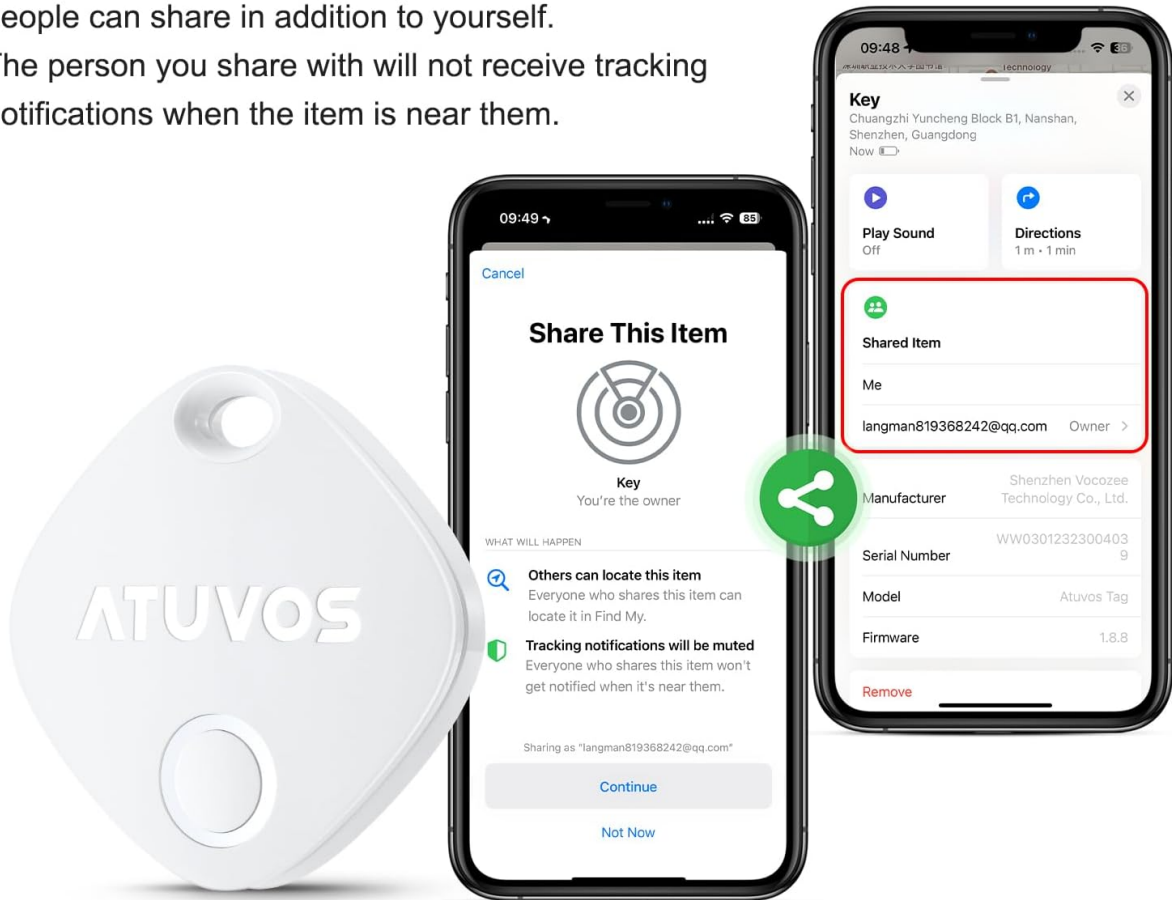 eople can share in addition to yourself.
he person you share with will not receive tracking
otifications when the item is near them.
ATUVOS
09:49
85
Cancel
Share This Item
Key
You're the owner
WHAT WILL HAPPEN
Others can locate this item
Everyone who shares this item can
locate it in Find My.
Tracking notifications will be muted
Everyone who shares this item won't
get notified when it's near them.
Sharing as "langman819368242@qq.com"
Continue
Not Now
09:48
36
Technology
Key
Chuangzhi Yuncheng Block B1, Nanshan,
Shenzhen, Guangdong
Now
Play Sound
Off
Directions
1 m • 1 min
Shared Item
Me
langman819368242@qq.com Owner
Manufacturer
Shenzhen Vocozee
Technology Co., Ltd.
Serial Number
WW0301232300403
9
Model Atuvos Tag
Firmware 1.8.8
Remove